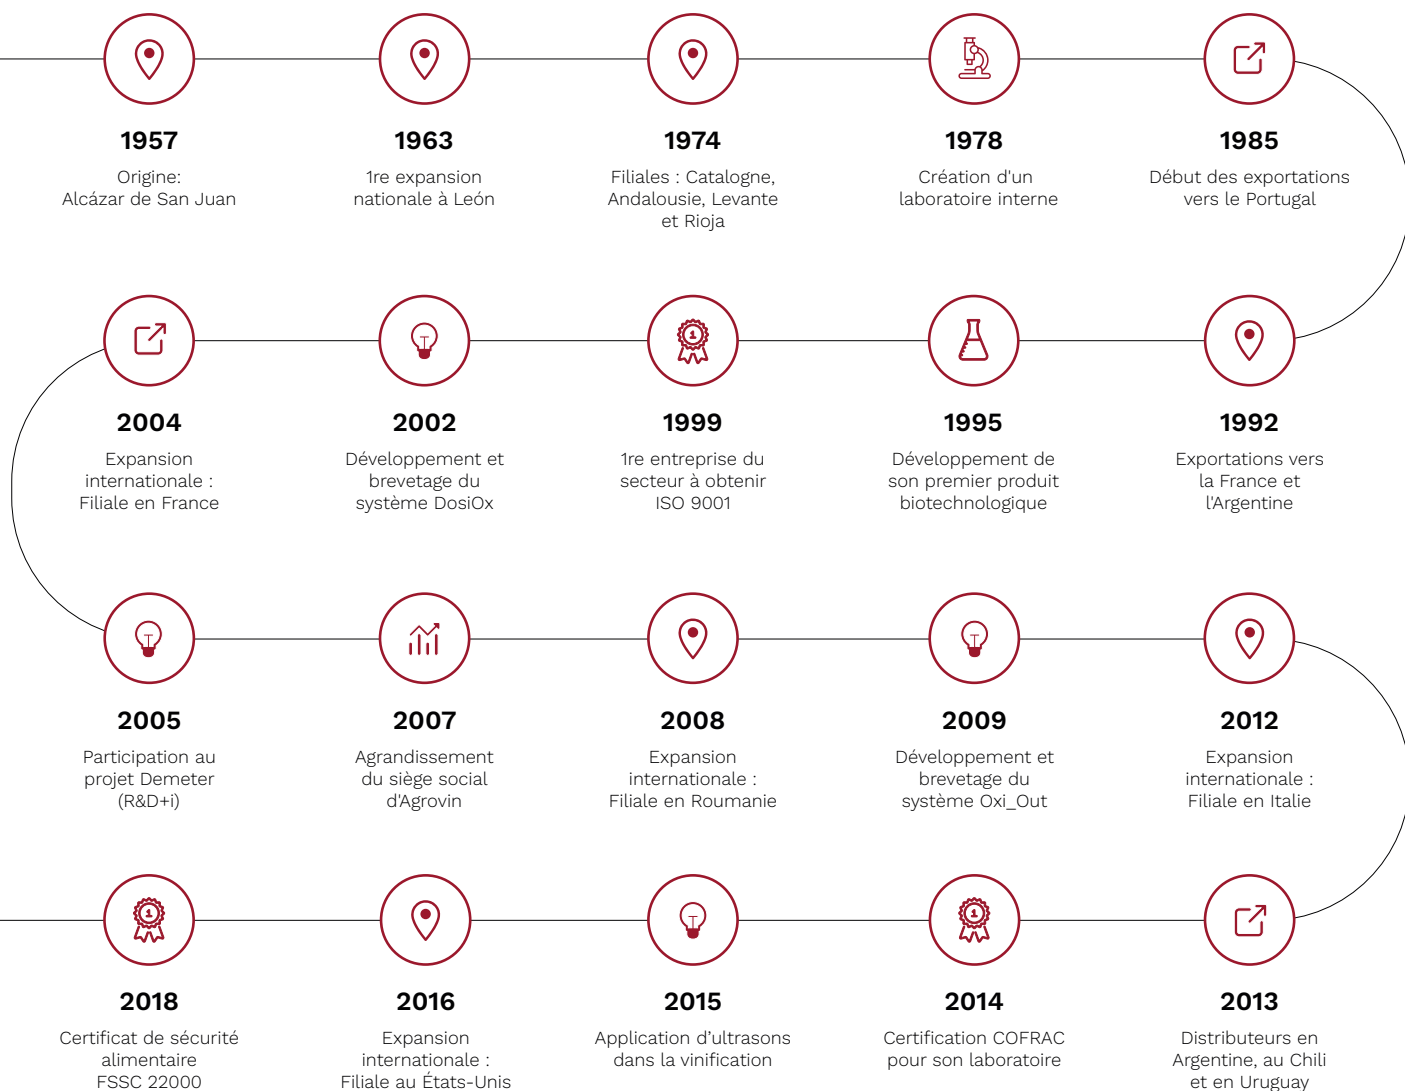 1957
Origine:
Alcázar de San Juan
1963
1re expansion
nationale à León
1974
Filiales : Catalogne,
Andalousie, Levante
et Rioja
1978
Création d'un
laboratoire interne
1985
Début des exportations
vers le Portugal
1992
Exportations vers
la France et
l'Argentine
1995
Développement de
son premier produit
biotechnologique
1
1999
1re entreprise du
secteur à obtenir
ISO 9001
2002
Développement et
brevetage du
système DosiOx
2004
Expansion
internationale :
Filiale en France
2005
Participation au
projet Demeter
(R&D+i)
2007
Agrandissement
du siège social
d'Agrovin
2008
Expansion
internationale :
Filiale en Roumanie
2009
Développement et
brevetage du
système Oxi_Out
2012
Expansion
internationale :
Filiale en Italie
2013
Distributeurs en
Argentine, au Chili
et en Uruguay
1
2014
Certification COFRAC
pour son laboratoire
2015
Application d’ultrasons
dans la vinification
2016
Expansion
internationale :
Filiale au États-Unis
1
2018
Certificat de sécurité
alimentaire
FSSC 22000